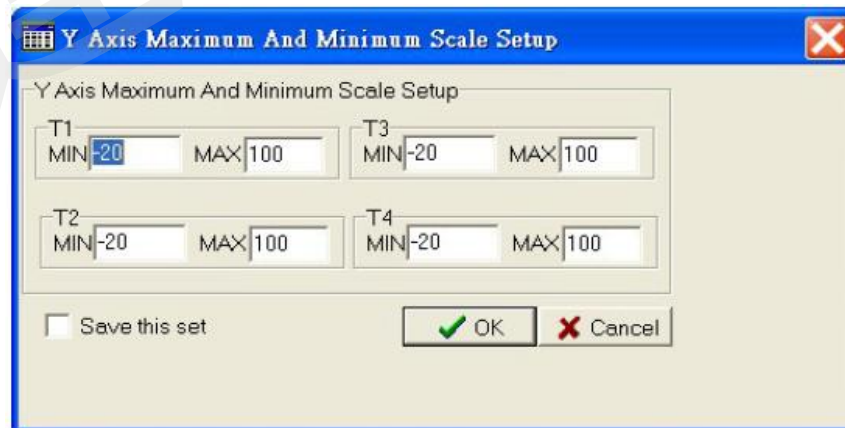 Y Axis Maximum And Minimum Scale Setup
Y Axis Maximum And Minimum Scale Setup
T1
MIN -20 MAX 100
T3
MIN -20 MAX 100
T2
MIN -20 MAX 100
T4
MIN -20 MAX 100
Save this set
OK
Cancel